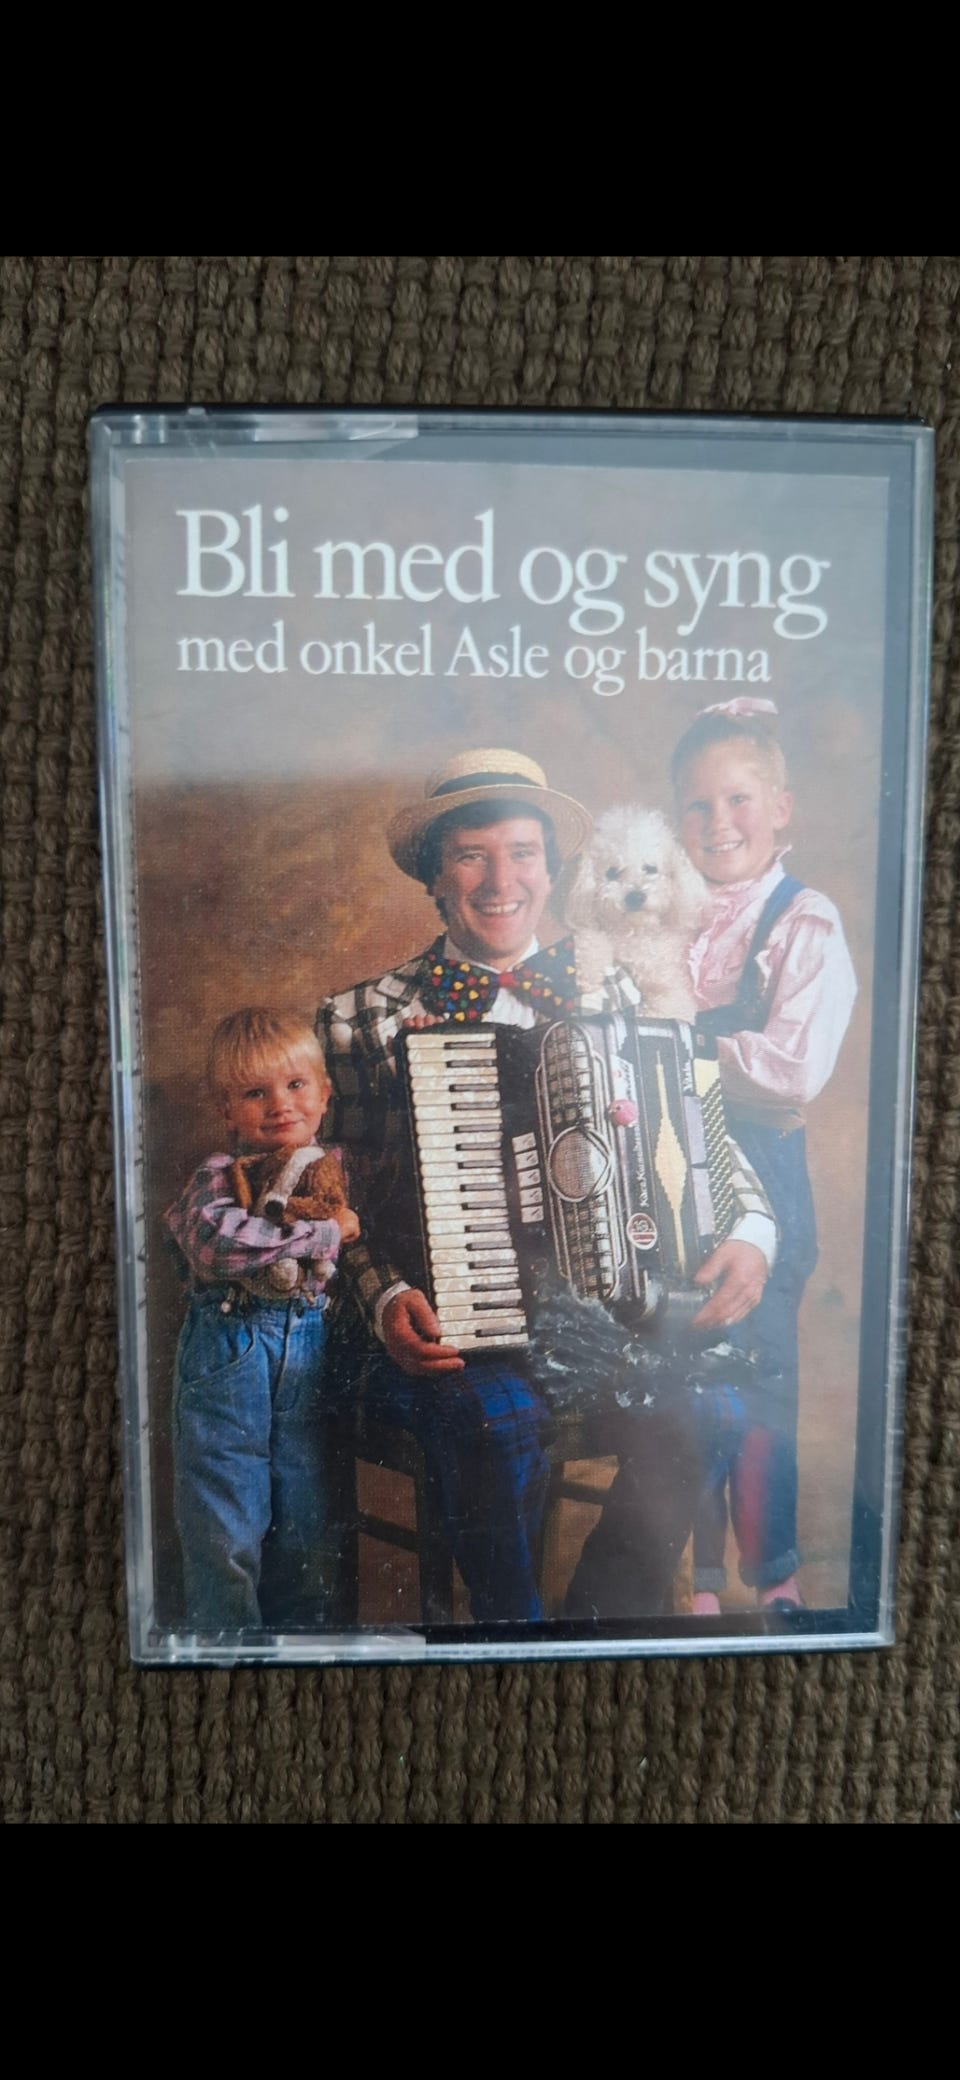 Bli med og syng
med onkel Asle og barna